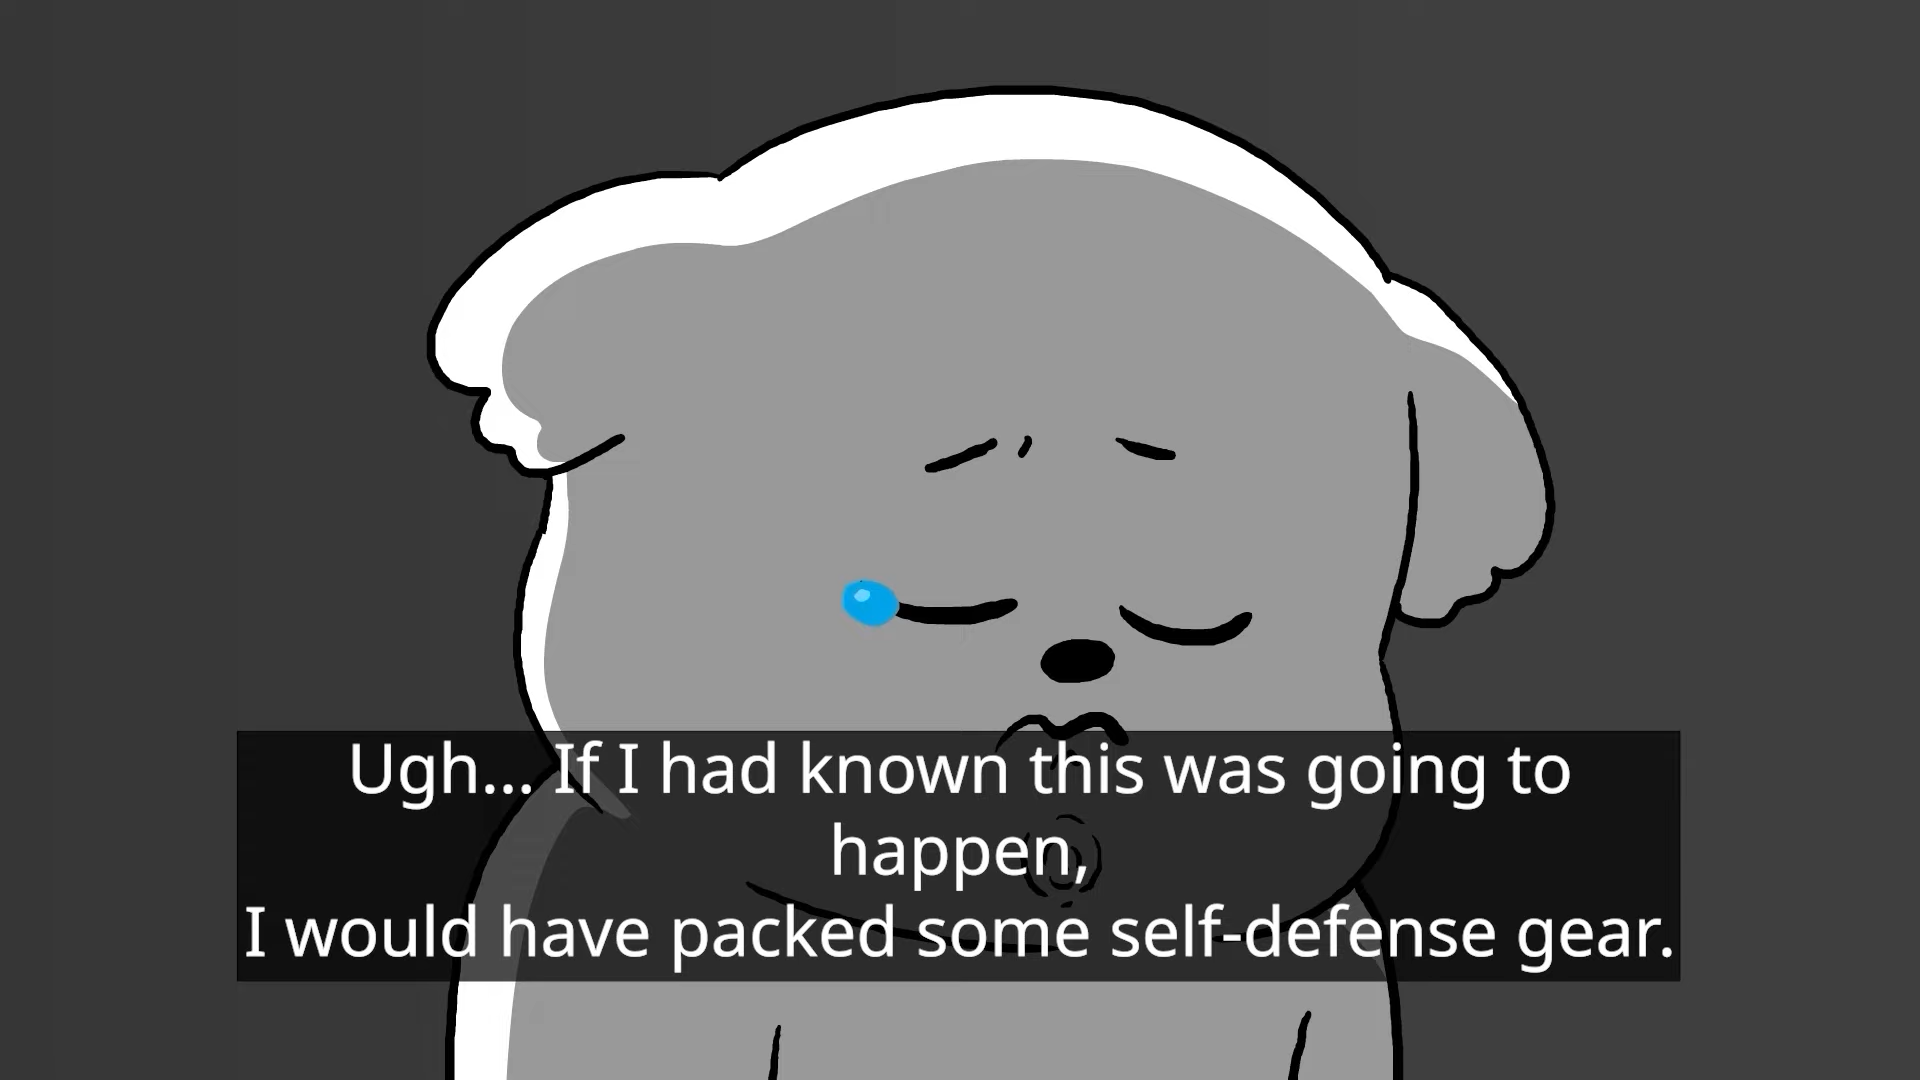 Ugh... If I had known this was going to
happen,
I would have packed some self-defense gear.